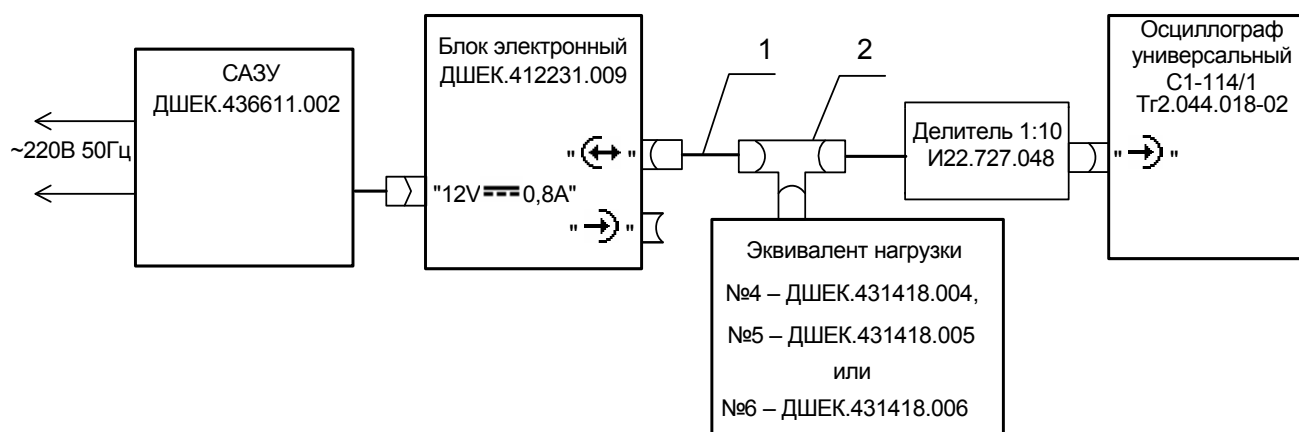 САЗУ
ДШЕК.436611.002
~220В 50Гц
Блок электронный
ДШЕК.412231.009
" "
"12V 0,8А"
" "
1
2
Делитель 1:10
И22.727.048
Осциллограф
универсальный
С1-114/1
Тг2.044.018-02
" "
Эквивалент нагрузки
№4 – ДШЕК.431418.004,
№5 – ДШЕК.431418.005
или
№6 – ДШЕК.431418.006